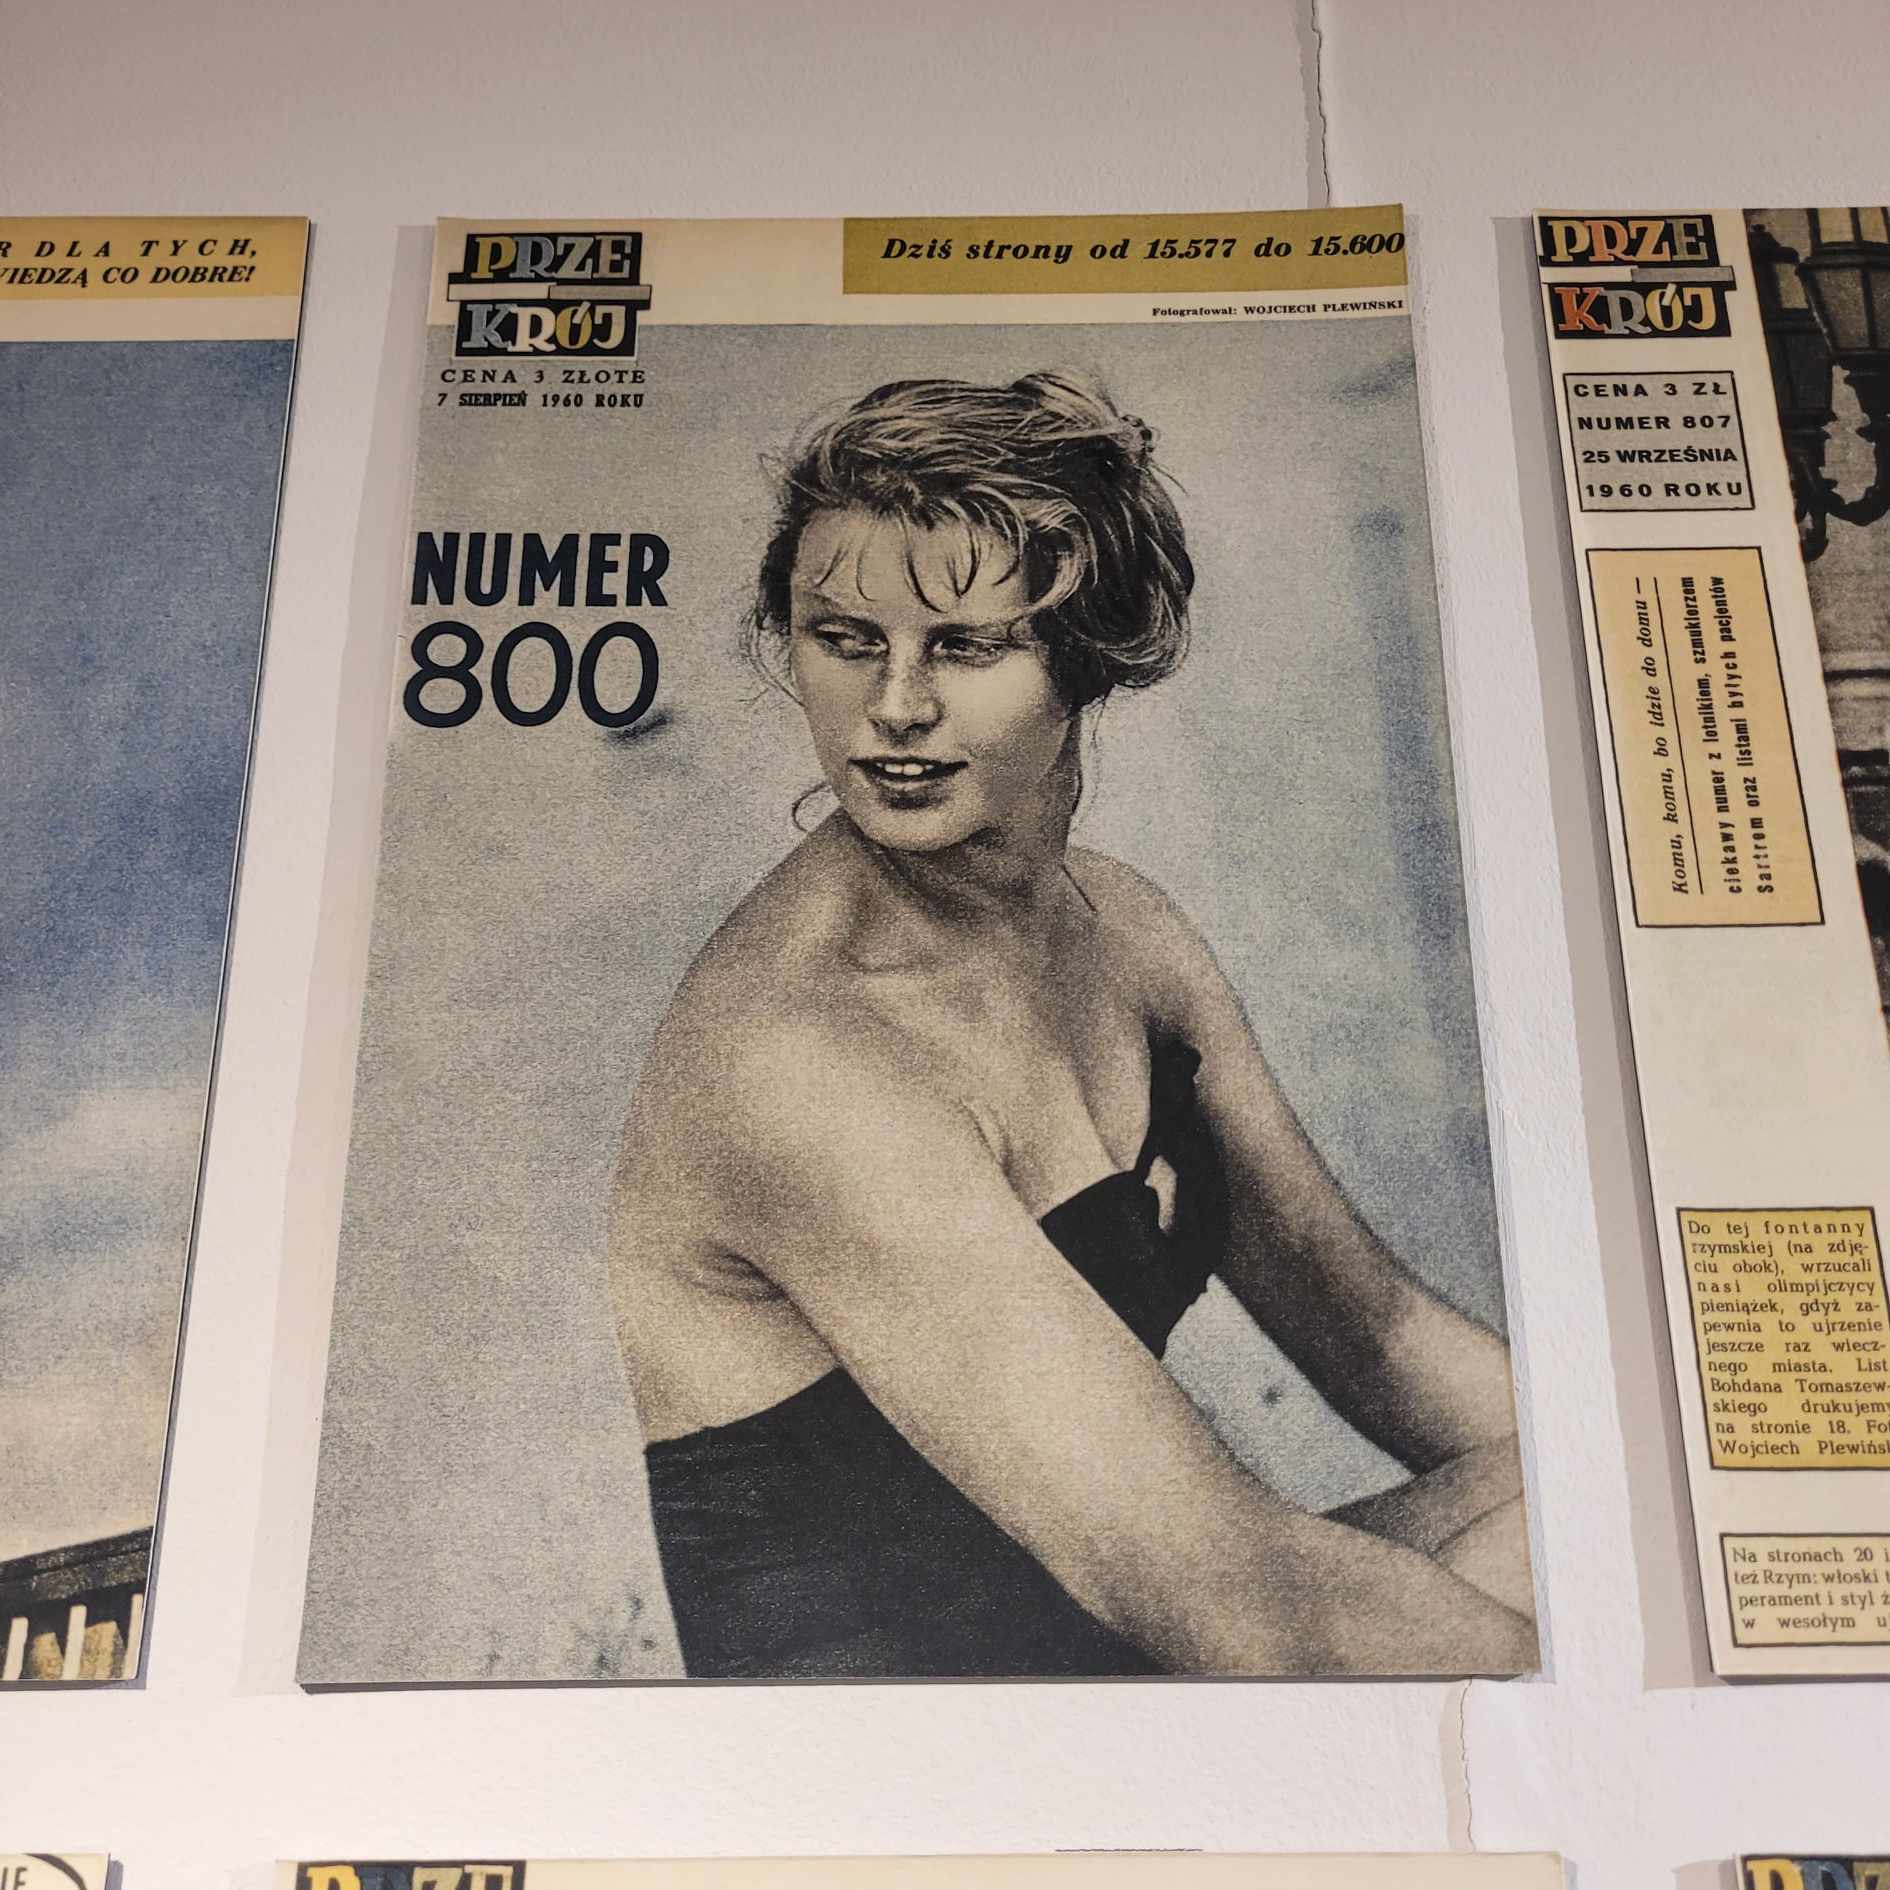 DLA TYCH,
CO DOBRE!
PRZE
KRÓJ
CENA 3 ZŁOTE
7 SIERPIEŃ 1960 ROKU
Dziś strony od 15.577 do 15.600
Fotografował: WOJCIECH PLEWIŃSKI
NUMER
800
PRZE
KRÓJ
CENA 3 ZŁ
NUMER 807
25 WRZEŚNIA
1960 ROKU
Komu, komu, bo idzie do domu —
ciekawy numer z lotnikiem, szmukierzem
Sartrem oraz listami byłych pacjentów
Do tej fontanny
rzymskiej (na zdję-
ciu obok), wrzucali
nasi olimpijczycy
pieniążek, gdyż za-
pewnia to ujrzenie
jeszcze raz wiecz-
nego miasta. List
Bohdana Tomaszew-
skiego drukujemy
na stronie 18. Fot
Wojciech
Na stronach 20 i
też Rzym: włoski
perament i styl
w wesołym
PRZE
PRZE